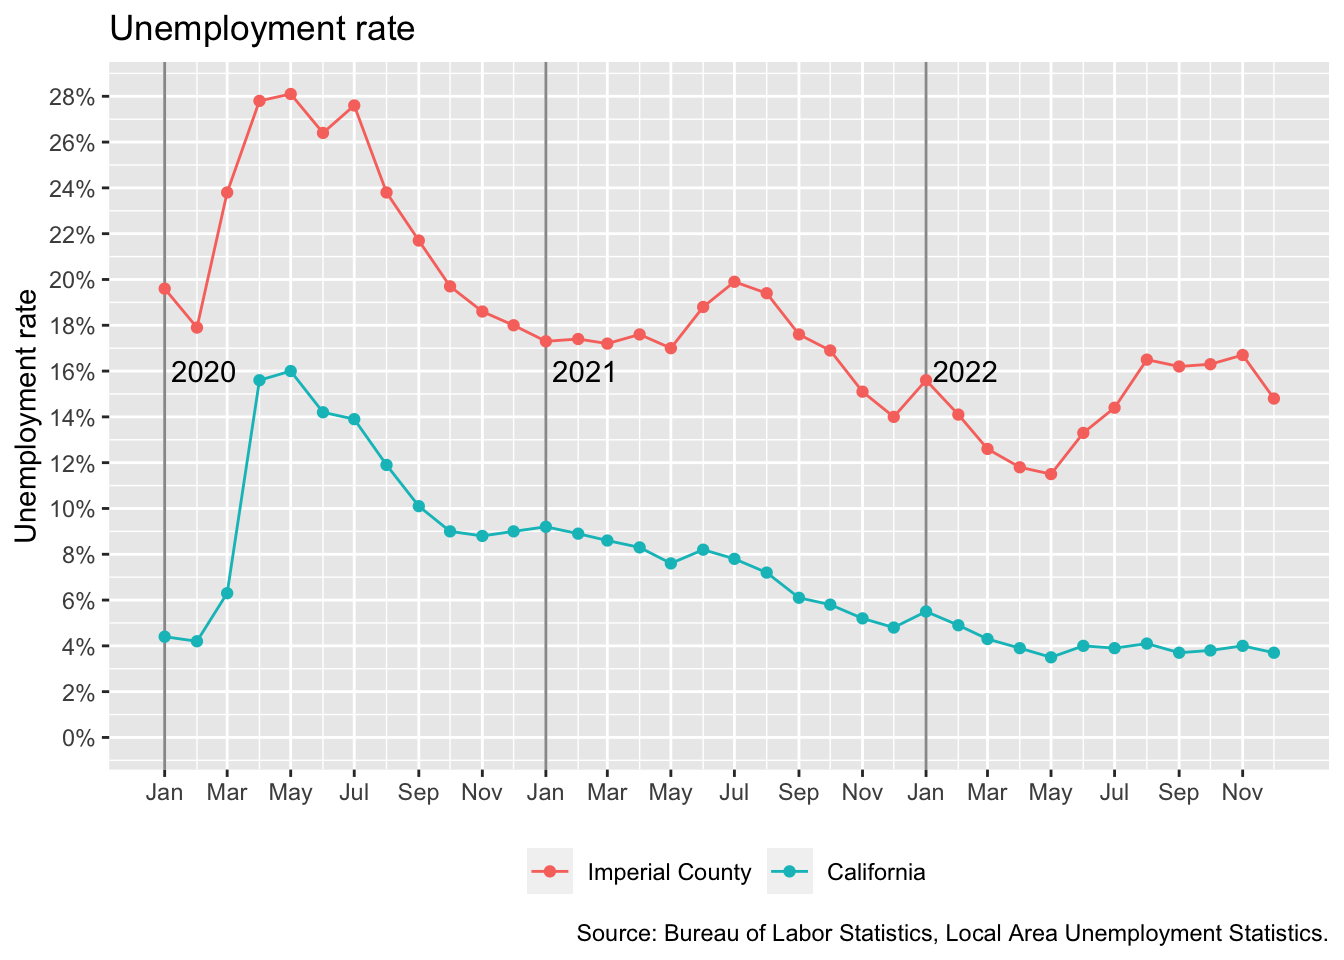 Unemployment rate
Unemployment rate
28%
26%
24%
22%
20%
18%
16%
14%
12%
10%
8%
6%
4%
2%
0%
2020 2021 2022
Jan Mar May Jul Sep Nov Jan Mar May Jul Sep Nov Jan Mar May Jul Sep Nov
Imperial County California
Source: Bureau of Labor Statistics, Local Area Unemployment Statistics.